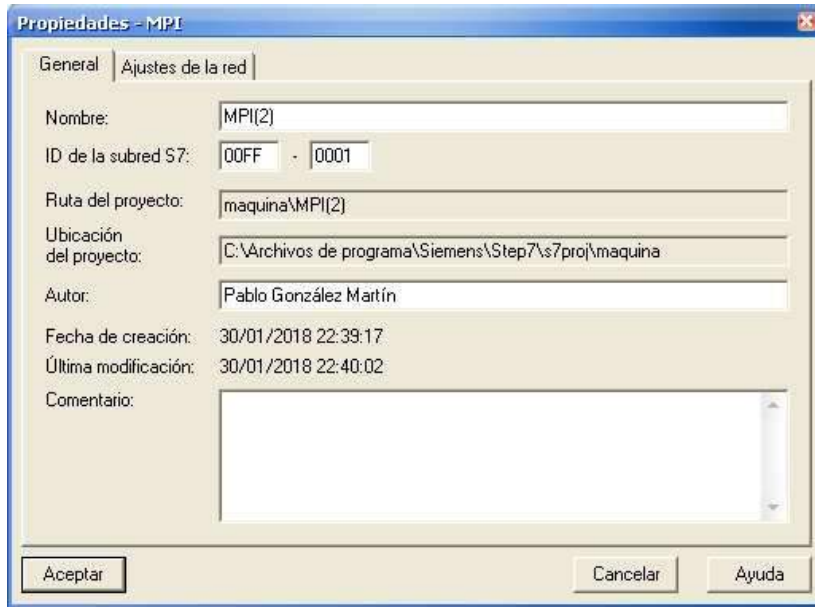 Propiedades - MPI
General Ajustes de la red
Nombre: MPI(2)
ID de la subred S7: 00FF - 0001
Ruta del proyecto: maquina\MPI(2)
Ubicación
del proyecto: C:\Archivos de programa\Siemens\Step7\s7proj\maquina
Autor: Pablo González Martín
Fecha de creación: 30/01/2018 22:39:17
Última modificación: 30/01/2018 22:40:02
Comentario:
Aceptar Cancelar Ayuda